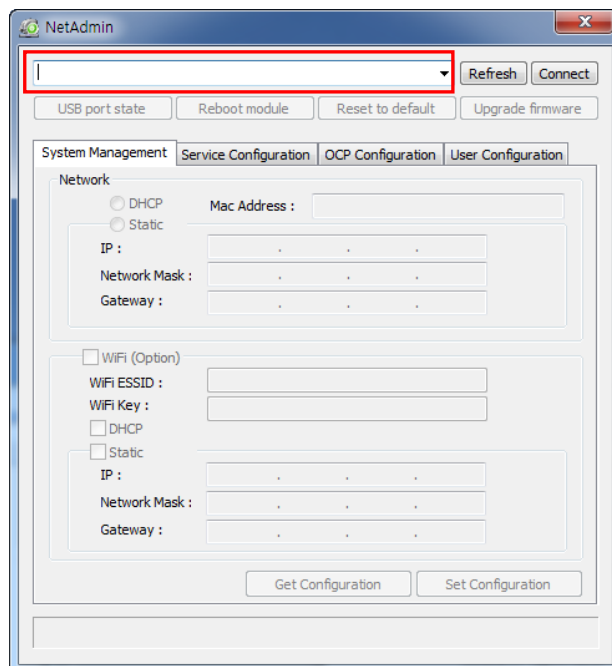 NetAdmin
Refresh Connect
USB port state Reboot module Reset to default Upgrade firmware
System Management Service Configuration OCP Configuration User Configuration
Network
DHCP Mac Address :
Static
IP : . . .
Network Mask : . . .
Gateway : . . .
WiFi (Option)
WiFi ESSID :
WiFi Key :
DHCP
Static
IP : . . .
Network Mask : . . .
Gateway : . . .
Get Configuration Set Configuration